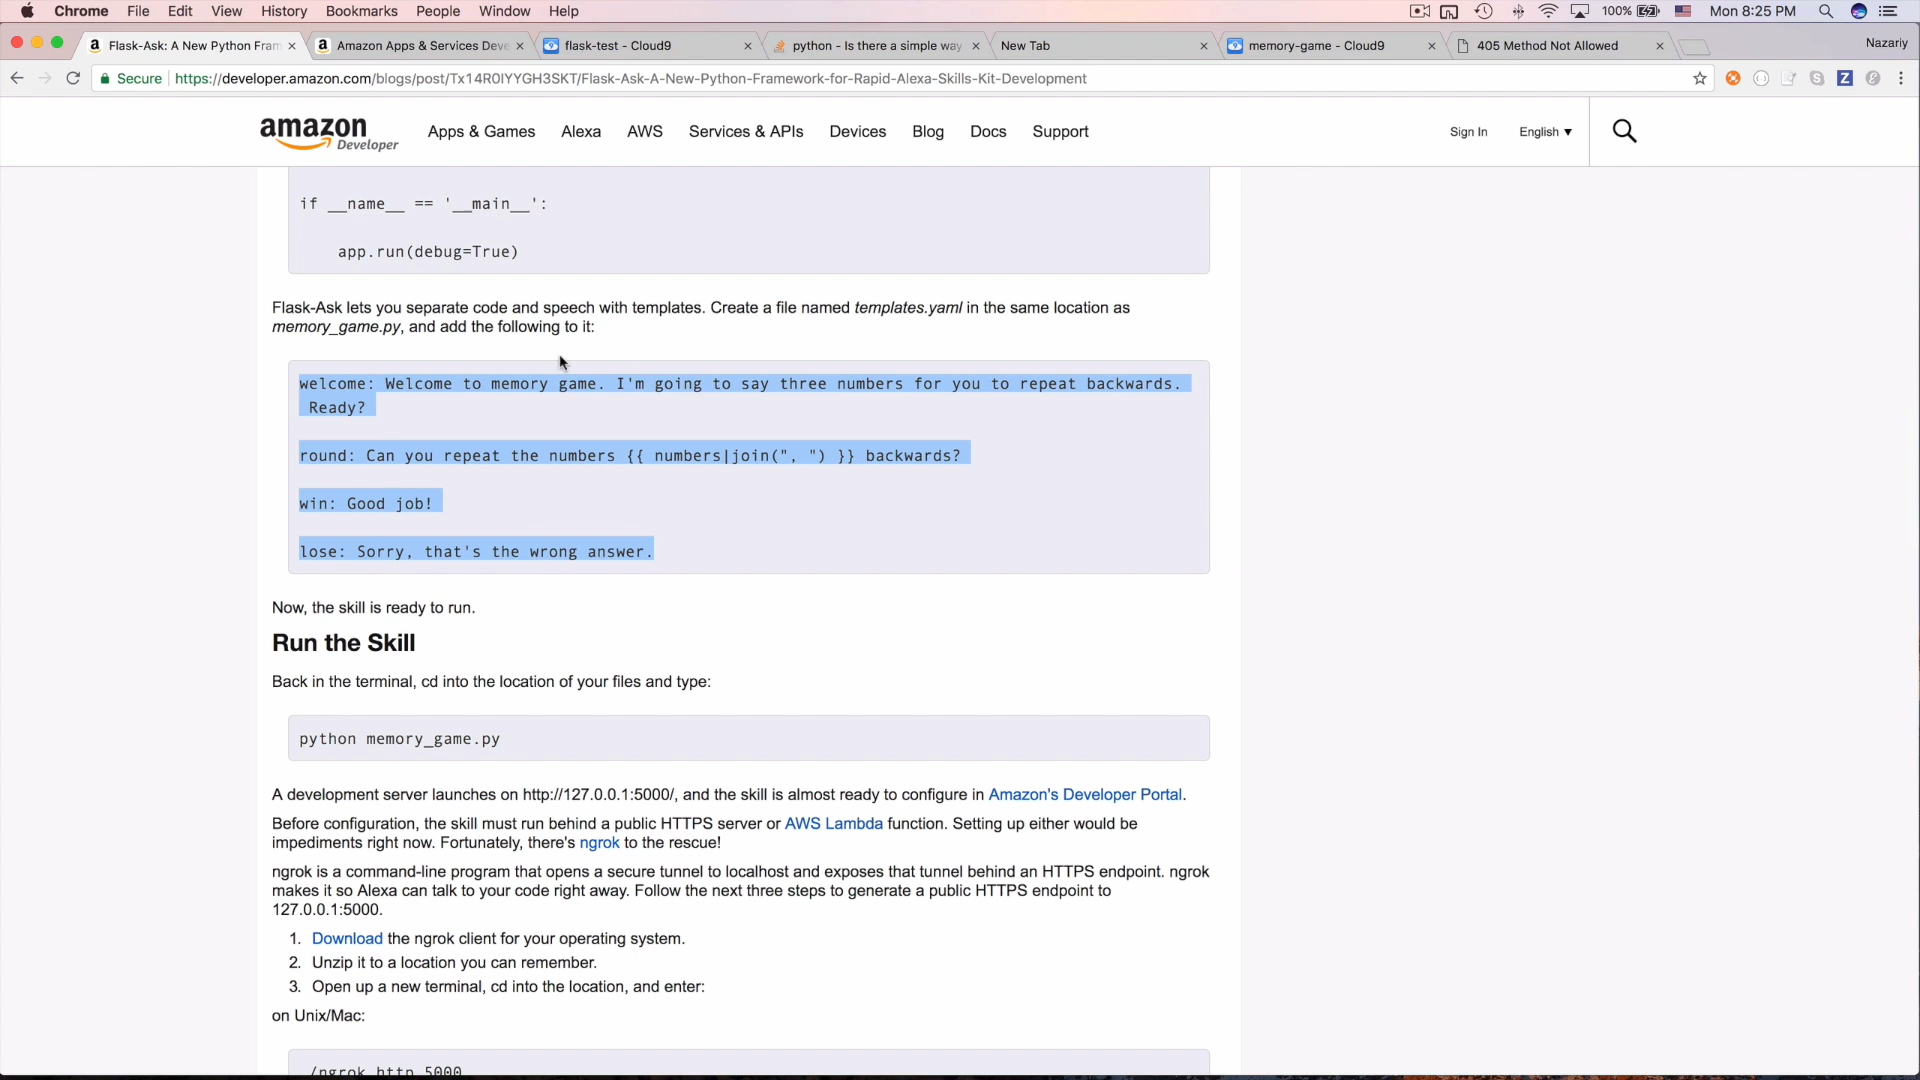 Chrome File Edit View History Bookmarks People Window Help 100% Mon 8:25 PM
Flask-Ask: A New Python Fram Amazon Apps & Services Deve flask-test - Cloud9 python - Is there a simple way New Tab memory-game - Cloud9 405 Method Not Allowed Nazariy
Secure https://developer.amazon.com/blogs/post/Tx14R0IYYGH3SKT/Flask-Ask-A-New-Python-Framework-for-Rapid-Alexa-Skills-Kit-Development
amazon Developer Apps & Games Alexa AWS Services & APIs Devices Blog Docs Support Sign In English
if __name__ == '__main__':
app.run(debug=True)
Flask-Ask lets you separate code and speech with templates. Create a file named templates.yaml in the same location as
memory_game.py, and add the following to it:
welcome: Welcome to memory game. I'm going to say three numbers for you to repeat backwards.
Ready?
round: Can you repeat the numbers {{ numbers|join(", ") }} backwards?
win: Good job!
lose: Sorry, that's the wrong answer.
Now, the skill is ready to run.
Run the Skill
Back in the terminal, cd into the location of your files and type:
python memory_game.py
A development server launches on http://127.0.0.1:5000/, and the skill is almost ready to configure in Amazon's Developer Portal.
Before configuration, the skill must run behind a public HTTPS server or AWS Lambda function. Setting up either would be
impediments right now. Fortunately, there's ngrok to the rescue!
ngrok is a command-line program that opens a secure tunnel to localhost and exposes that tunnel behind an HTTPS endpoint. ngrok
makes it so Alexa can talk to your code right away. Follow the next three steps to generate a public HTTPS endpoint to
127.0.0.1:5000.
1. Download the ngrok client for your operating system.
2. Unzip it to a location you can remember.
3. Open up a new terminal, cd into the location, and enter:
on Unix/Mac:
/ngrok http 5000